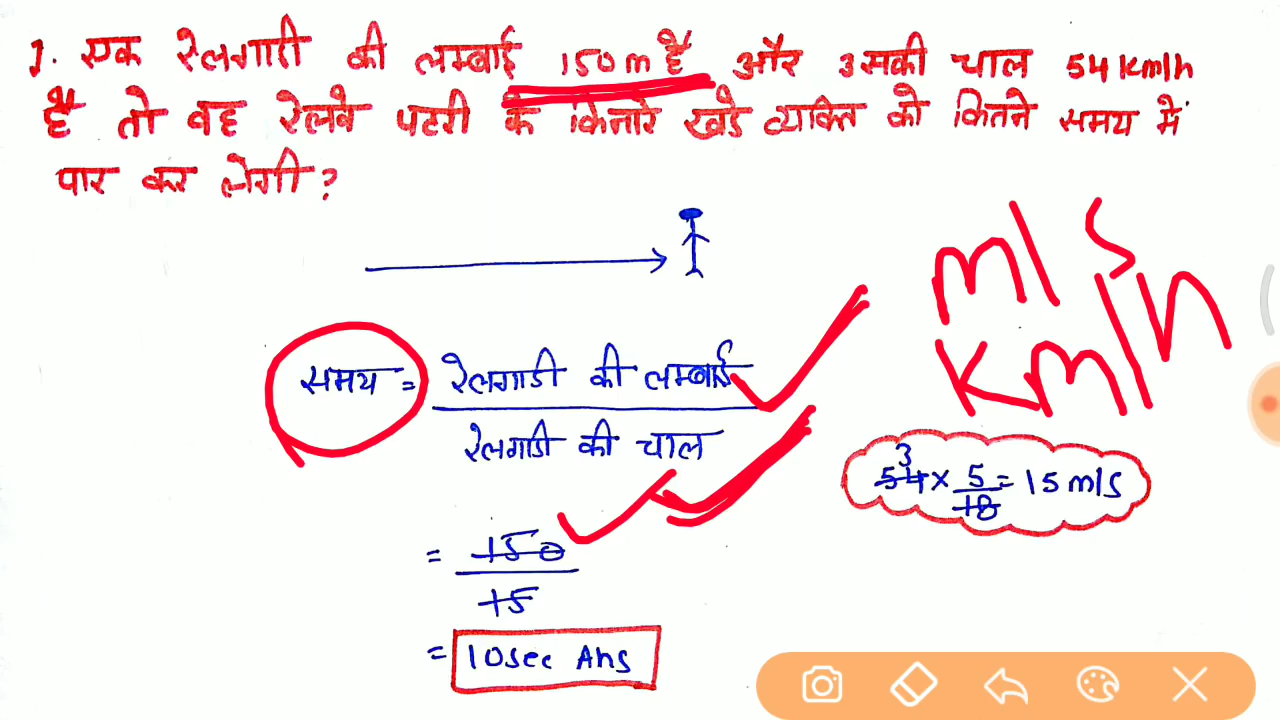 1. एक रेलगाडी की लम्बाई 150m है और उसकी चाल 54 km/h
है तो वह रेलवे पटरी के किनारे खडे व्यक्ति को कितने समय में
पार कर लेगी?
m/s
km/h
समय = रेलगाडी की लम्बाई
रेलगाडी की चाल
3
54 × 5 = 15 m/s
18
= 150
15
= 10sec Ans